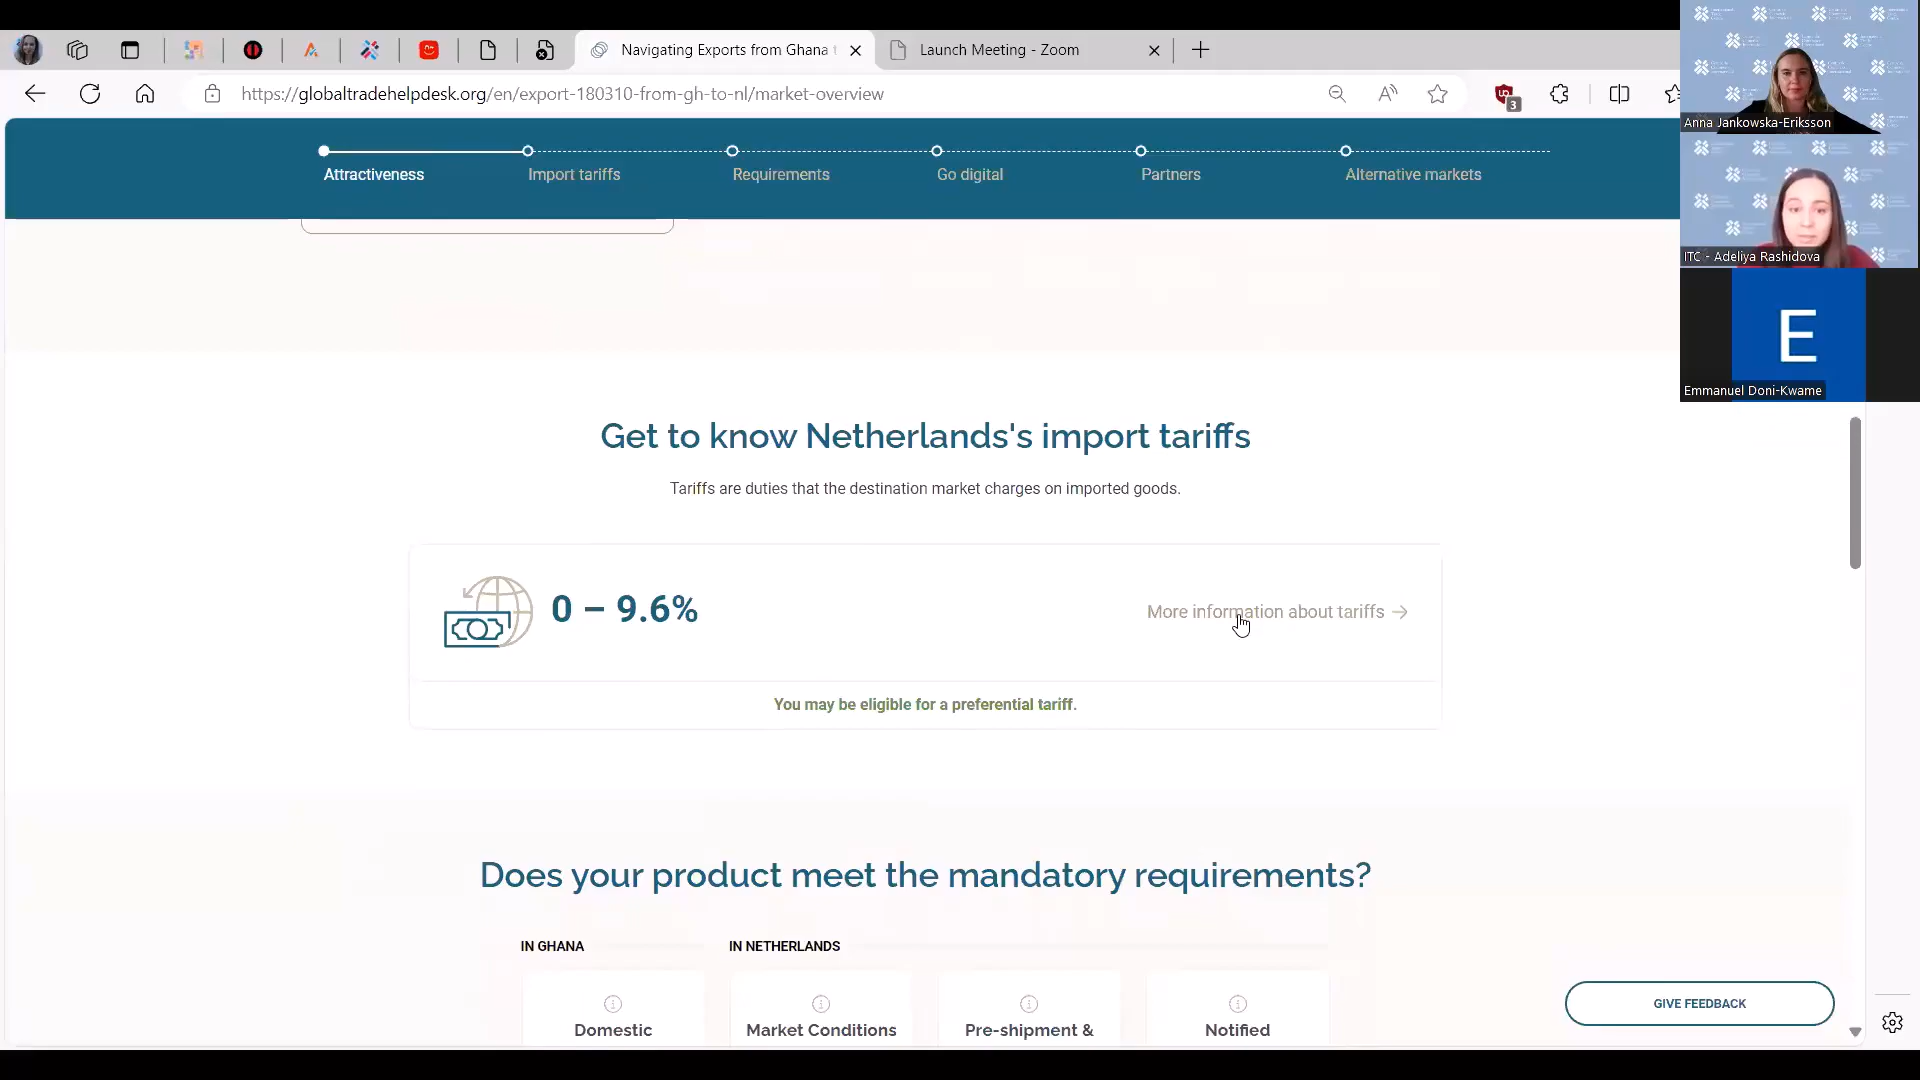 Navigating Exports from Ghana t
Launch Meeting - Zoom
https://globaltradehelpdesk.org/en/export-180310-from-gh-to-nl/market-overview
3
Attractiveness
Import tariffs
Requirements
Go digital
Partners
Alternative markets
Anna Jankowska-Eriksson
ITC - Adeliya Rashidova
E
Emmanuel Doni-Kwame
Get to know Netherlands's import tariffs
Tariffs are duties that the destination market charges on imported goods.
0 – 9.6%
More information about tariffs →
You may be eligible for a preferential tariff.
Does your product meet the mandatory requirements?
IN GHANA
IN NETHERLANDS
Domestic
Market Conditions
Pre-shipment &
Notified
GIVE FEEDBACK